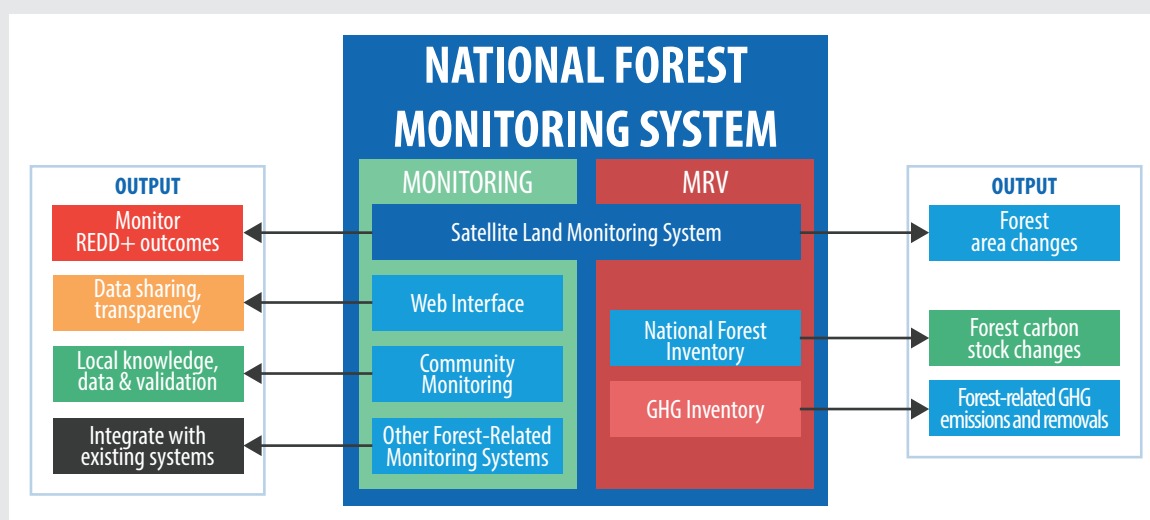 NATIONAL FOREST
MONITORING SYSTEM
OUTPUT
Monitor
REDD+ outcomes
Data sharing,
transparency
Local knowledge,
data & validation
Integrate with
existing systems
MONITORING
MRV
Satellite Land Monitoring System
Web Interface
Community
Monitoring
Other Forest-Related
Monitoring Systems
National Forest
Inventory
GHG Inventory
OUTPUT
Forest
area changes
Forest carbon
stock changes
Forest-related GHG
emissions and removals